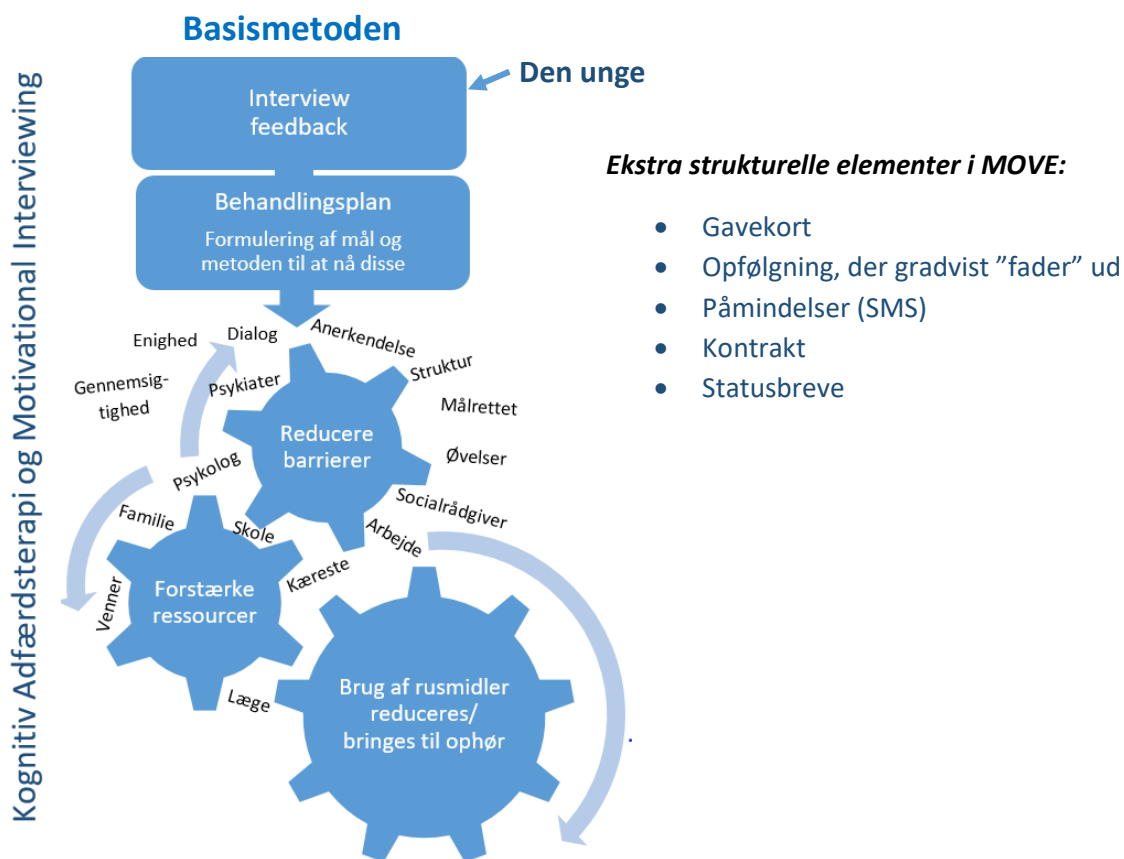 Basismetoden
Kognitiv Adfærdsterapi og Motivational Interviewing
Den unge
Interview
feedback
Behandlingsplan
Formulering af mål og
metoden til at nå disse
Ekstra strukturelle elementer i MOVE:
• Gavekort
• Opfølgning, der gradvist ”fader” ud
• Påmindelser (SMS)
• Kontrakt
• Statusbreve
Enighed
Dialog
Anerkendelse
Gennemsig-
tighed
Psykiater
Struktur
Målrettet
Reducere
barrierer
Øvelser
Psykolog
Socialrådgiver
Familie
Skole
Arbejde
Kæreste
Venner
Forstærke
ressourcer
Læge
Brug af rusmidler
reduceres/
bringes til ophør
.